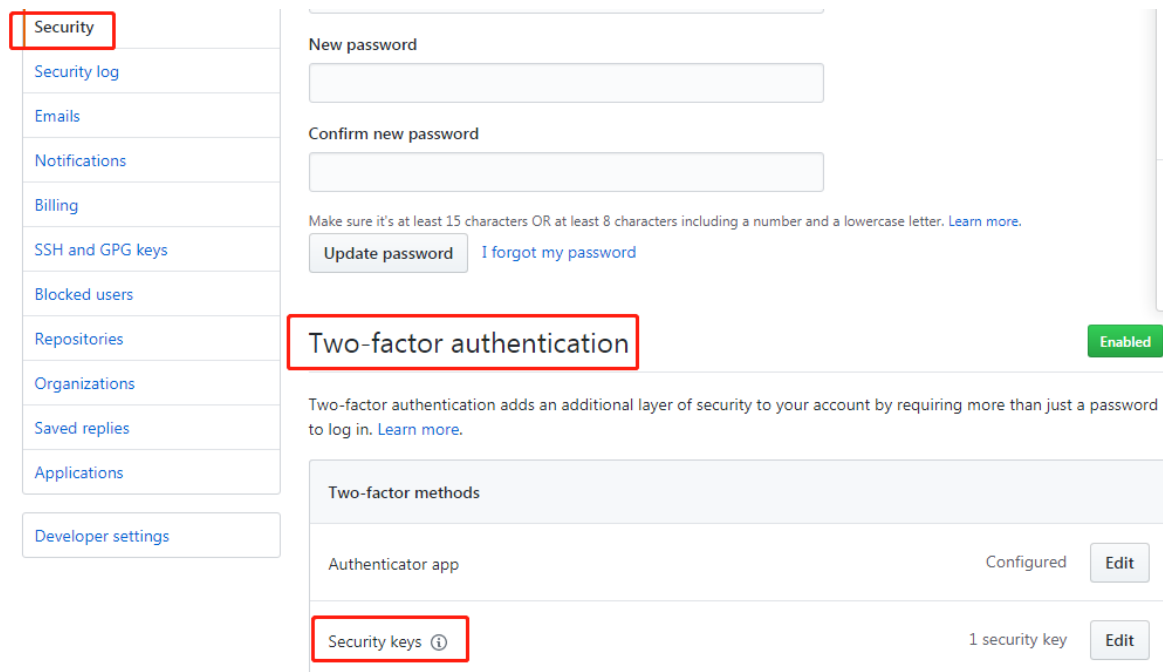 Security
Security log
Emails
Notifications
Billing
SSH and GPG keys
Blocked users
Repositories
Organizations
Saved replies
Applications
Developer settings
New password
Confirm new password
Make sure it's at least 15 characters OR at least 8 characters including a number and a lowercase letter. Learn more.
Update password I forgot my password
Two-factor authentication Enabled
Two-factor authentication adds an additional layer of security to your account by requiring more than just a password
to log in. Learn more.
Two-factor methods
Authenticator app Configured Edit
Security keys 1 security key Edit